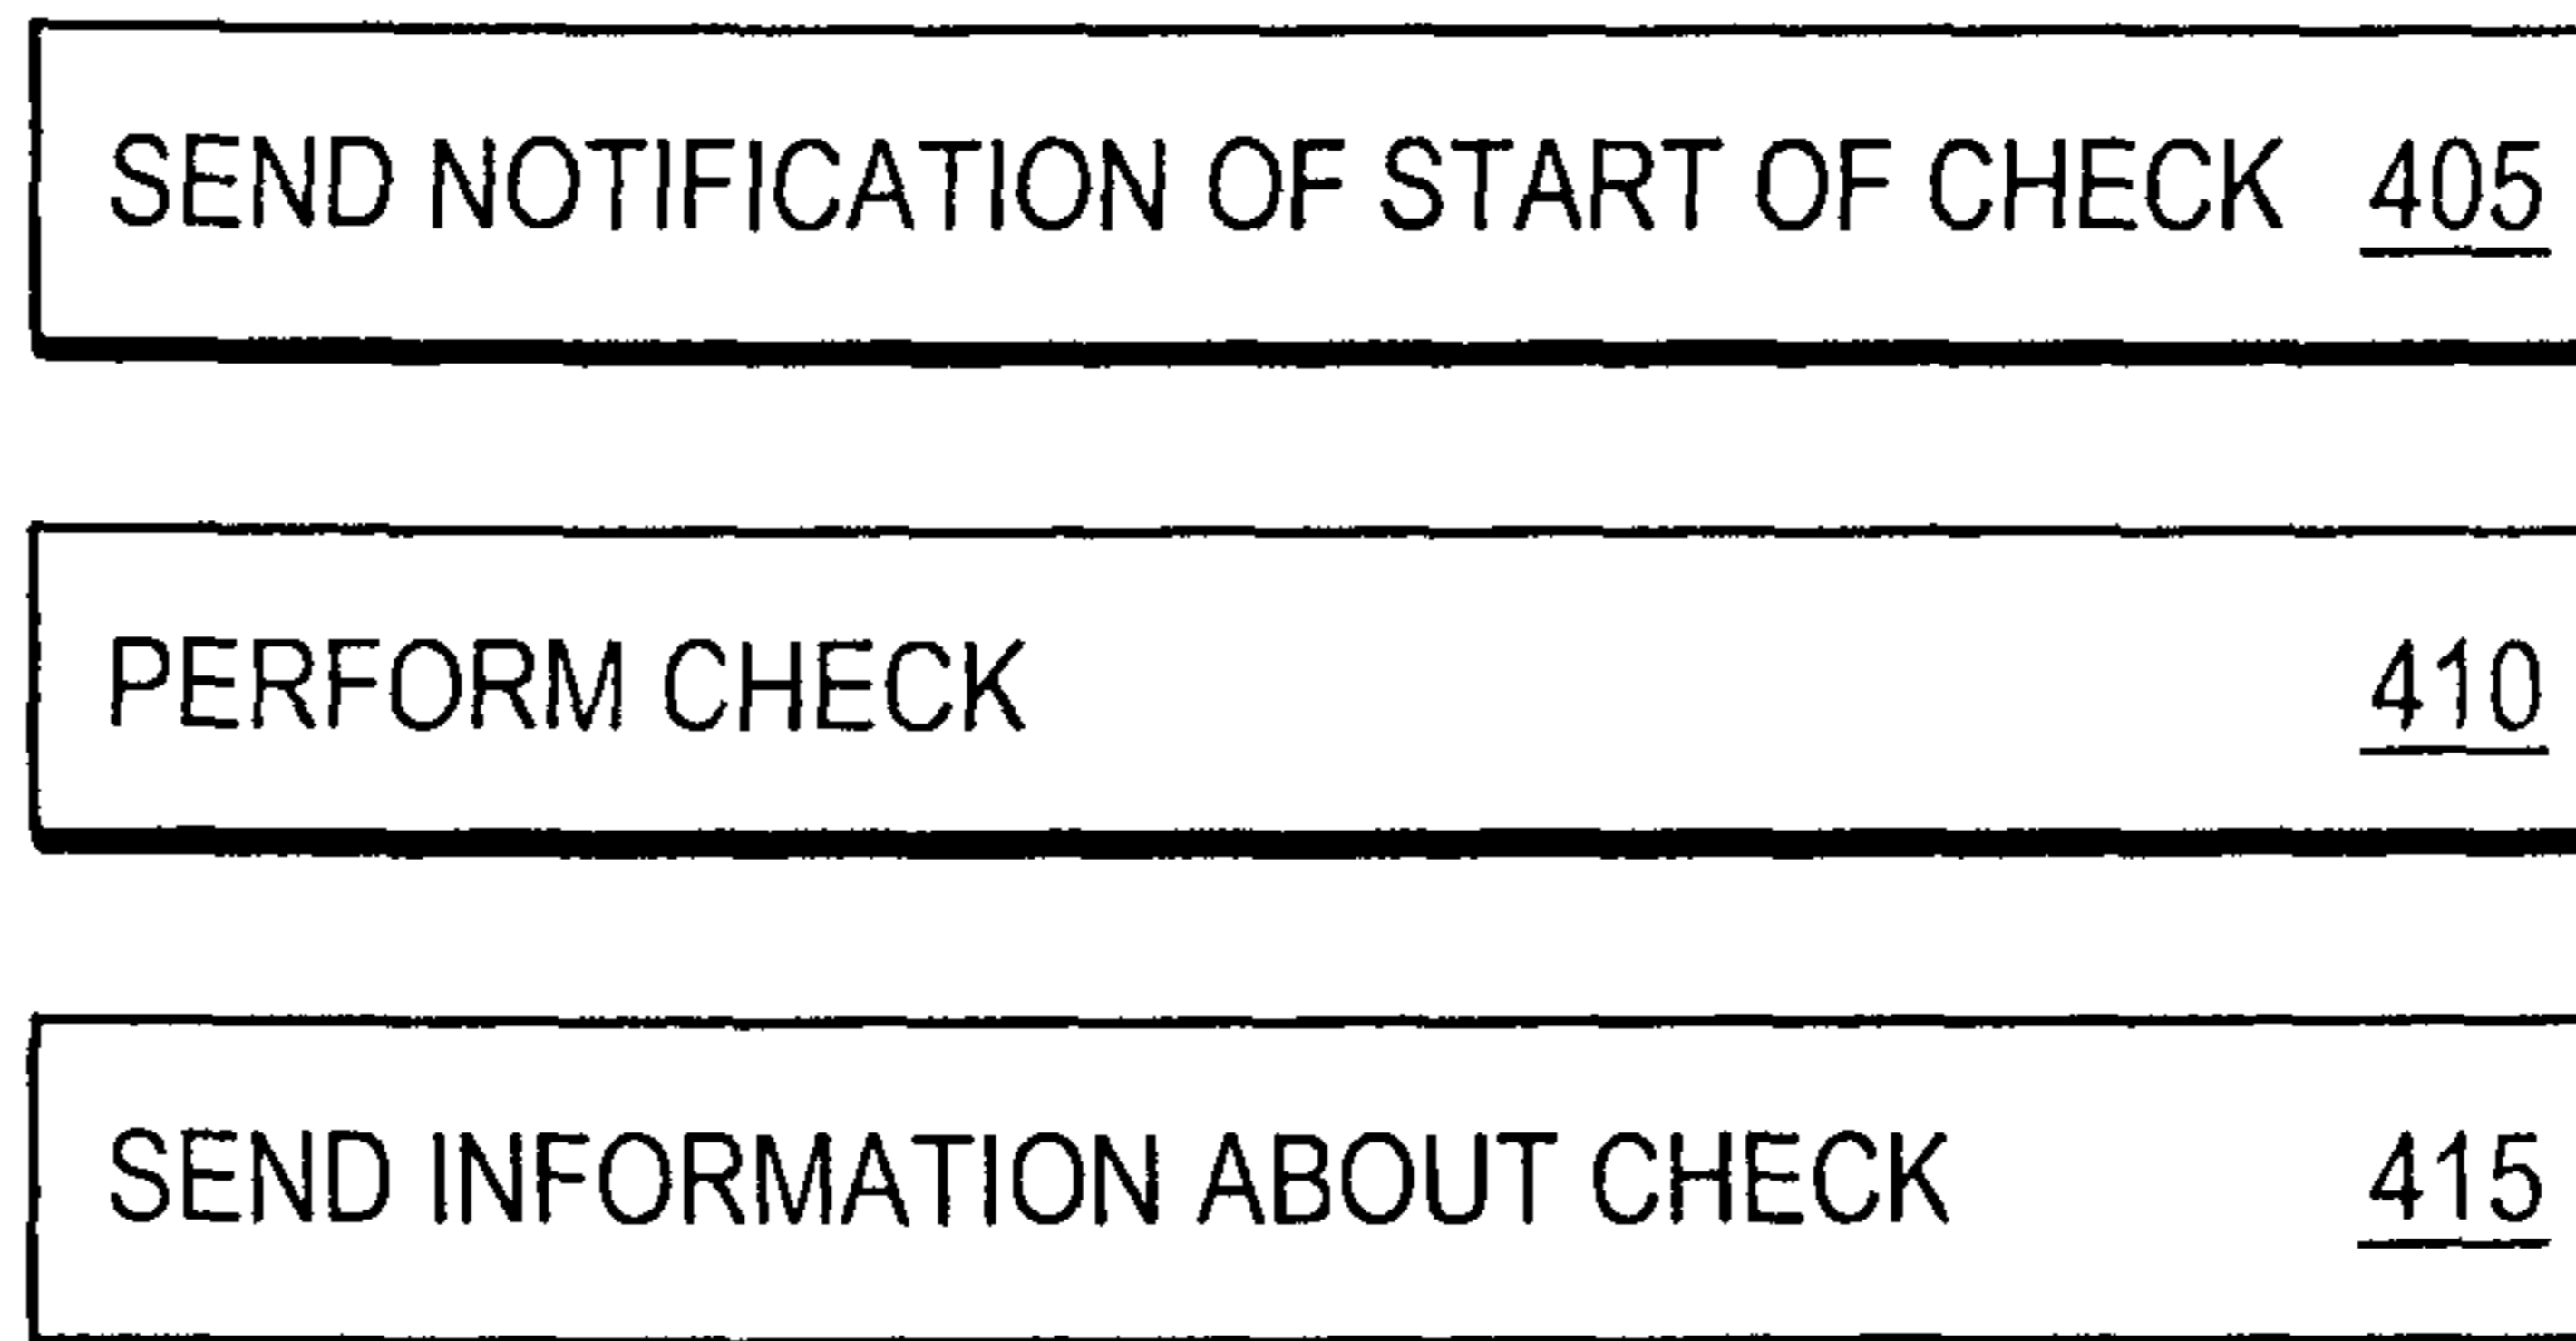 SEND NOTIFICATION OF START OF CHECK 405
PERFORM CHECK 410
SEND INFORMATION ABOUT CHECK 415